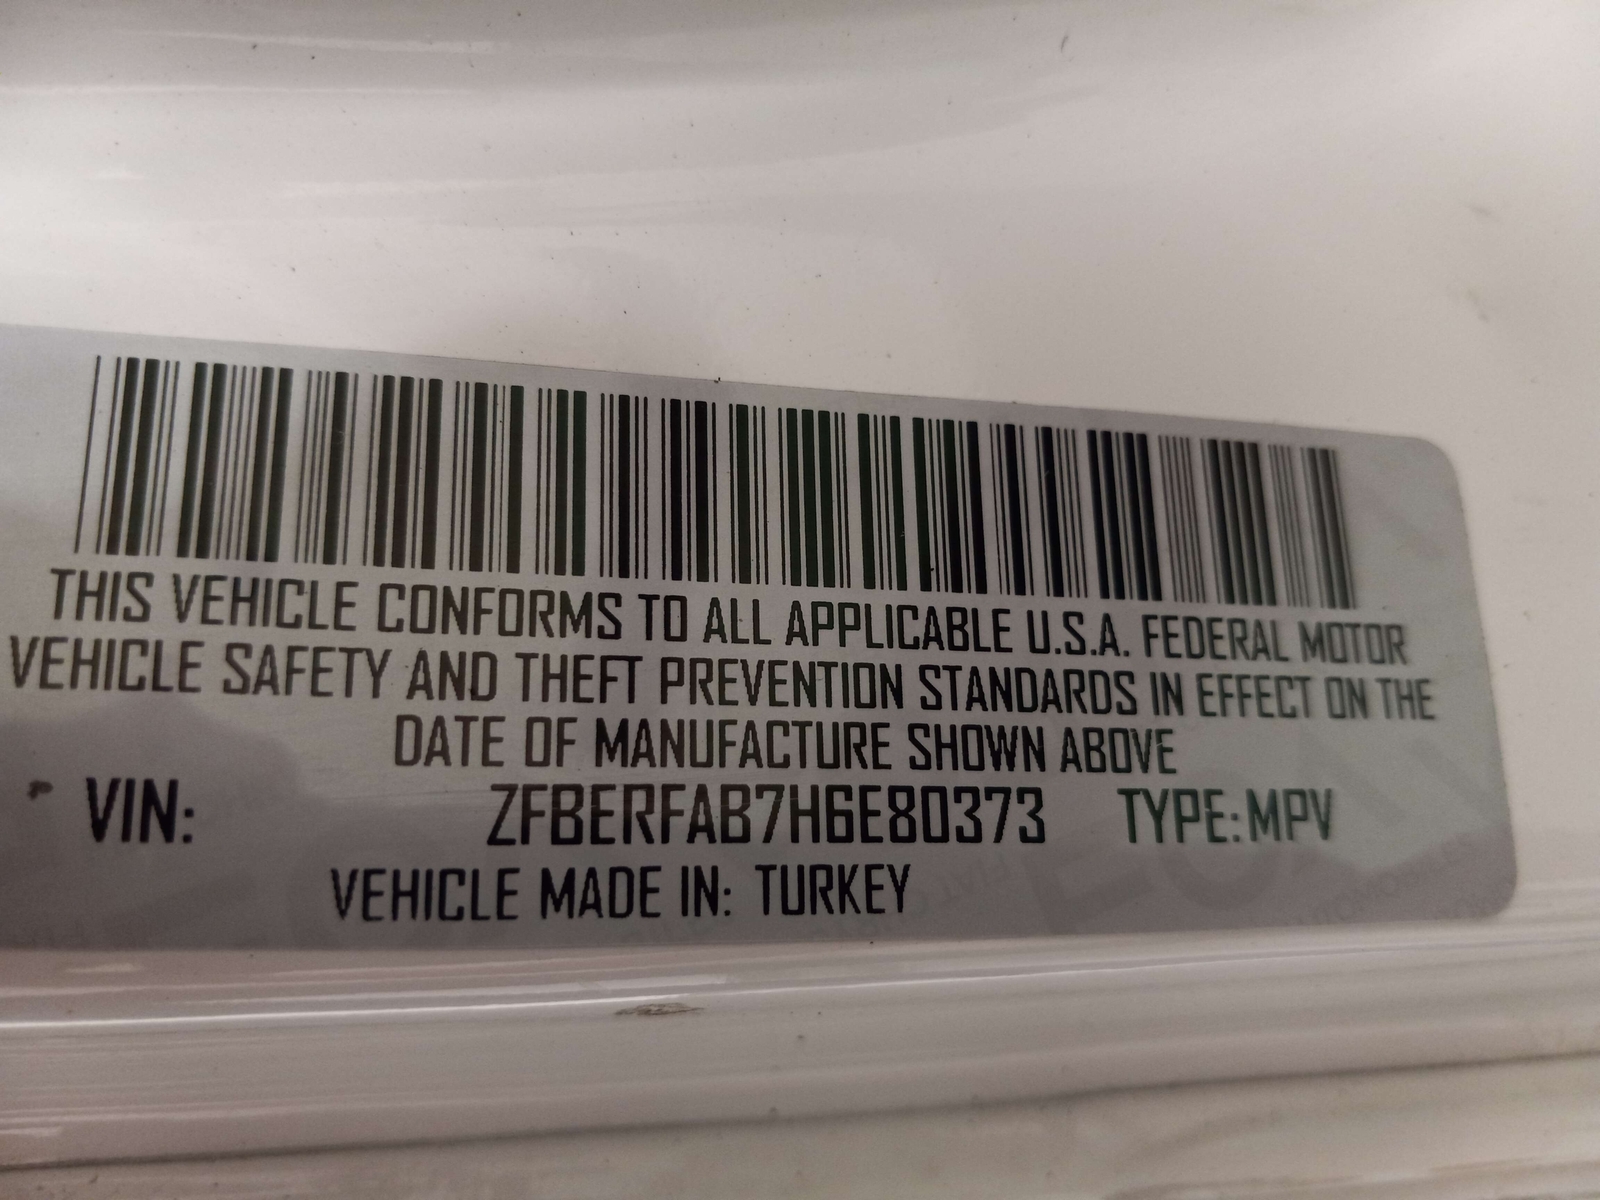 THIS VEHICLE CONFORMS TO ALL APPLICABLE U.S.A. FEDERAL MOTOR
VEHICLE SAFETY AND THEFT PREVENTION STANDARDS IN EFFECT ON THE
DATE OF MANUFACTURE SHOWN ABOVE
VIN: ZFBERFAB7H6E80373 TYPE:MPV
VEHICLE MADE IN: TURKEY